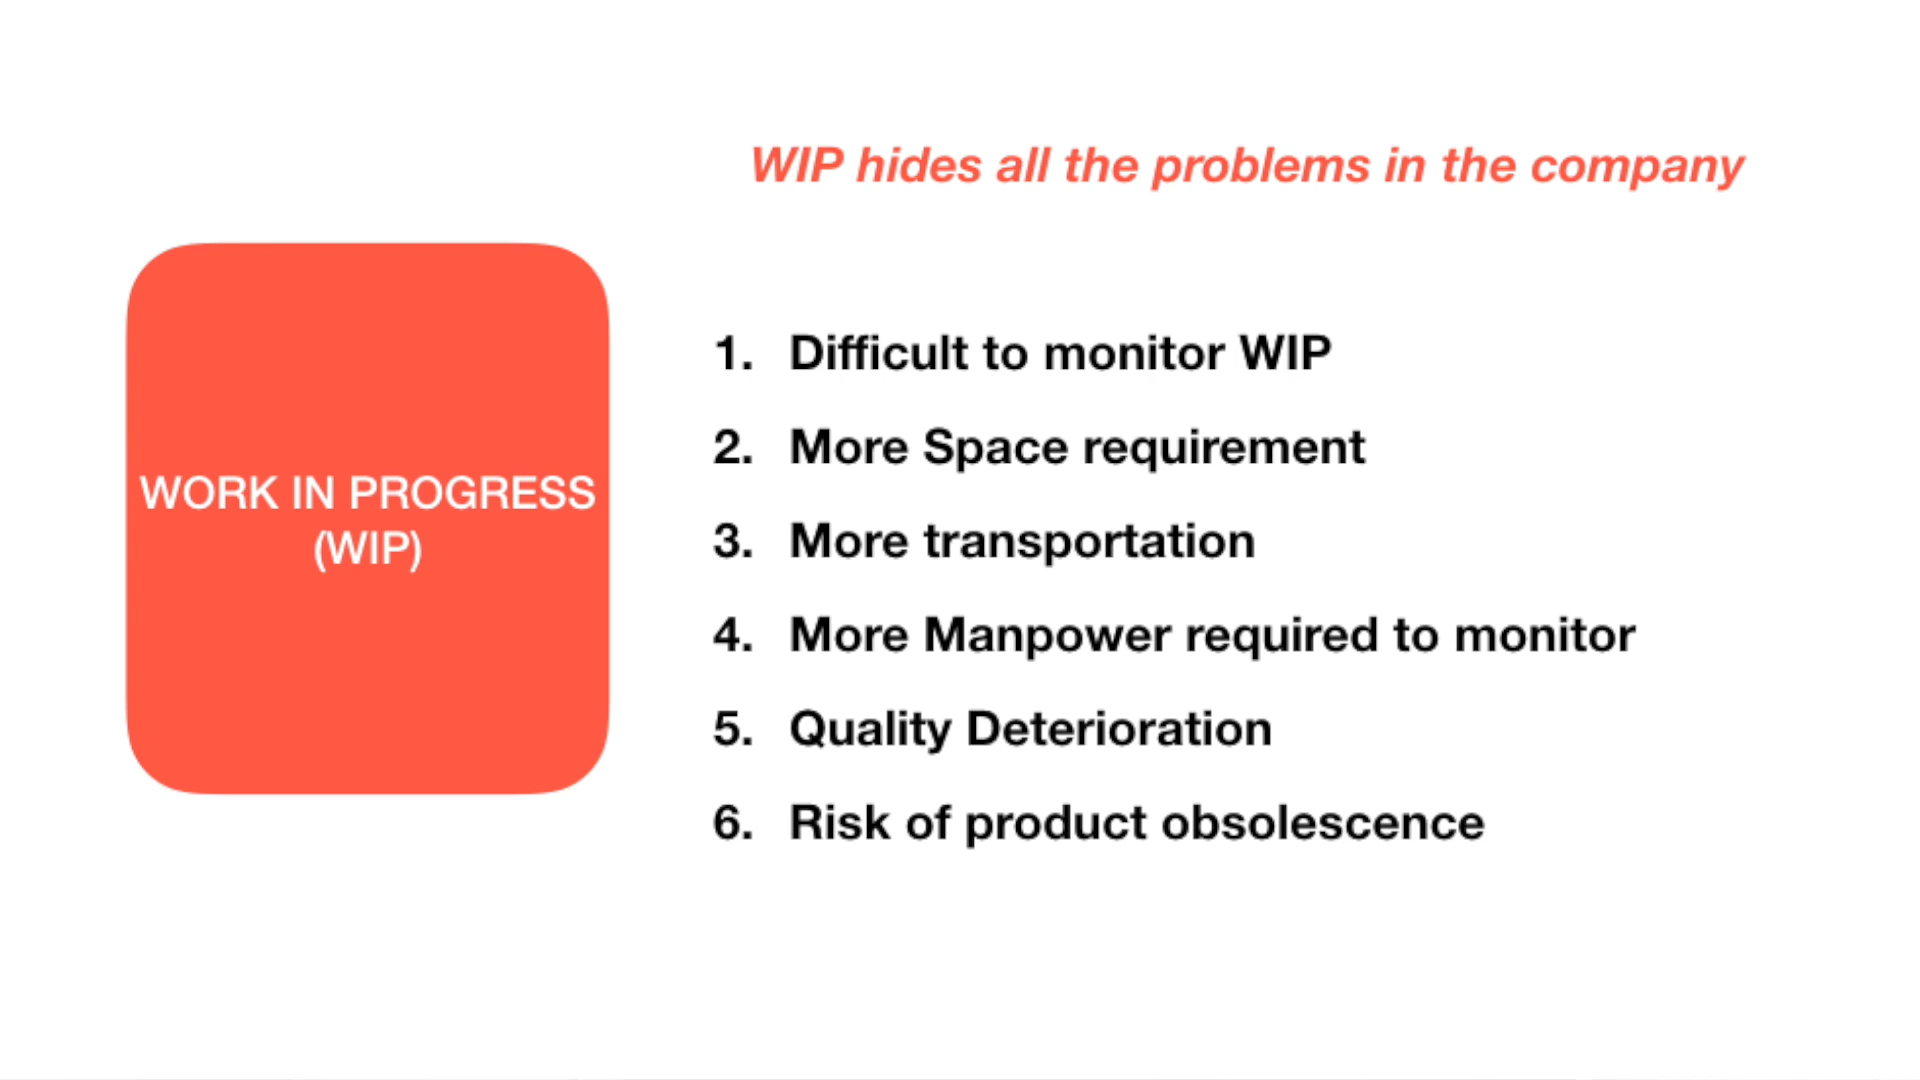 WIP hides all the problems in the company
WORK IN PROGRESS
(WIP)
1. Difficult to monitor WIP
2. More Space requirement
3. More transportation
4. More Manpower required to monitor
5. Quality Deterioration
6. Risk of product obsolescence